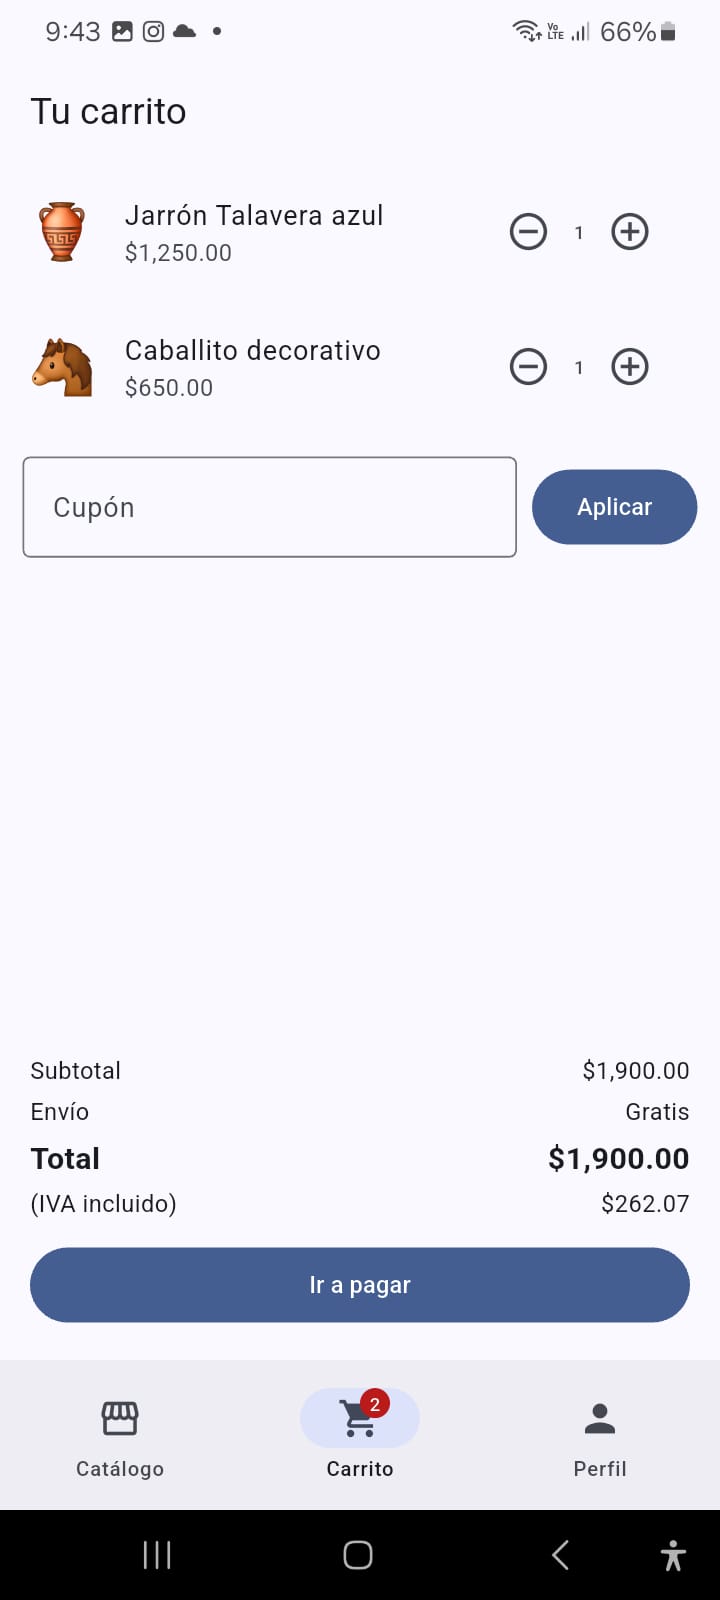 9:43 Vo LTE 66%
Tu carrito
Jarrón Talavera azul
$1,250.00
1
Caballito decorativo
$650.00
1
Cupón Aplicar
Subtotal $1,900.00
Envío Gratis
Total $1,900.00
(IVA incluido) $262.07
Ir a pagar
2
Catálogo Carrito Perfil